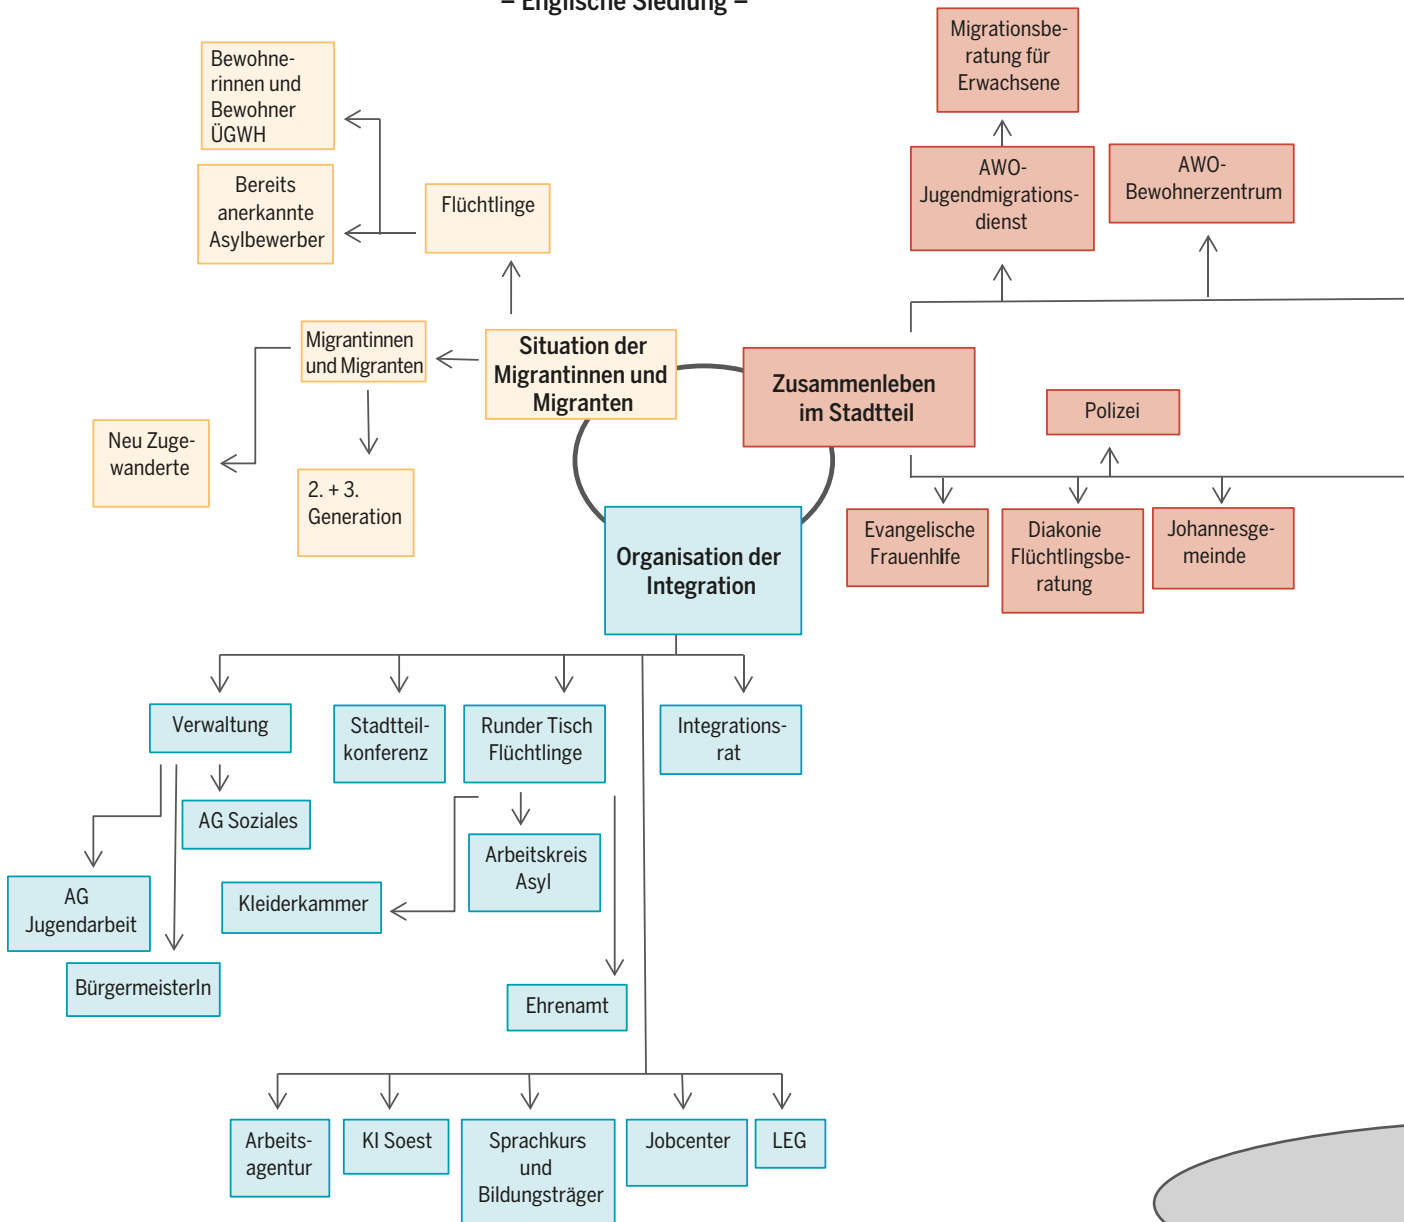 – Englische Siedlung –
Bewohne-
rinnen und
Bewohner
ÜGWH
Bereits
anerkannte
Asylbewerber
Flüchtlinge
Migrantinnen
und Migranten
Neu Zuge-
wanderte
2. + 3.
Generation
Situation der
Migrantinnen und
Migranten
Migrationsbe-
ratung für
Erwachsene
AWO-
Jugendmigrations-
dienst
AWO-
Bewohnerzentrum
Zusammenleben
im Stadtteil
Polizei
Evangelische
Frauenhlfe
Diakonie
Flüchtlingsbe-
ratung
Johannesge-
meinde
Organisation der
Integration
Verwaltung
Stadtteil-
konferenz
Runder Tisch
Flüchtlinge
Integrations-
rat
AG Soziales
AG
Jugendarbeit
BürgermeisterIn
Kleiderkammer
Arbeitskreis
Asyl
Ehrenamt
Arbeits-
agentur
KI Soest
Sprachkurs
und
Bildungsträger
Jobcenter
LEG